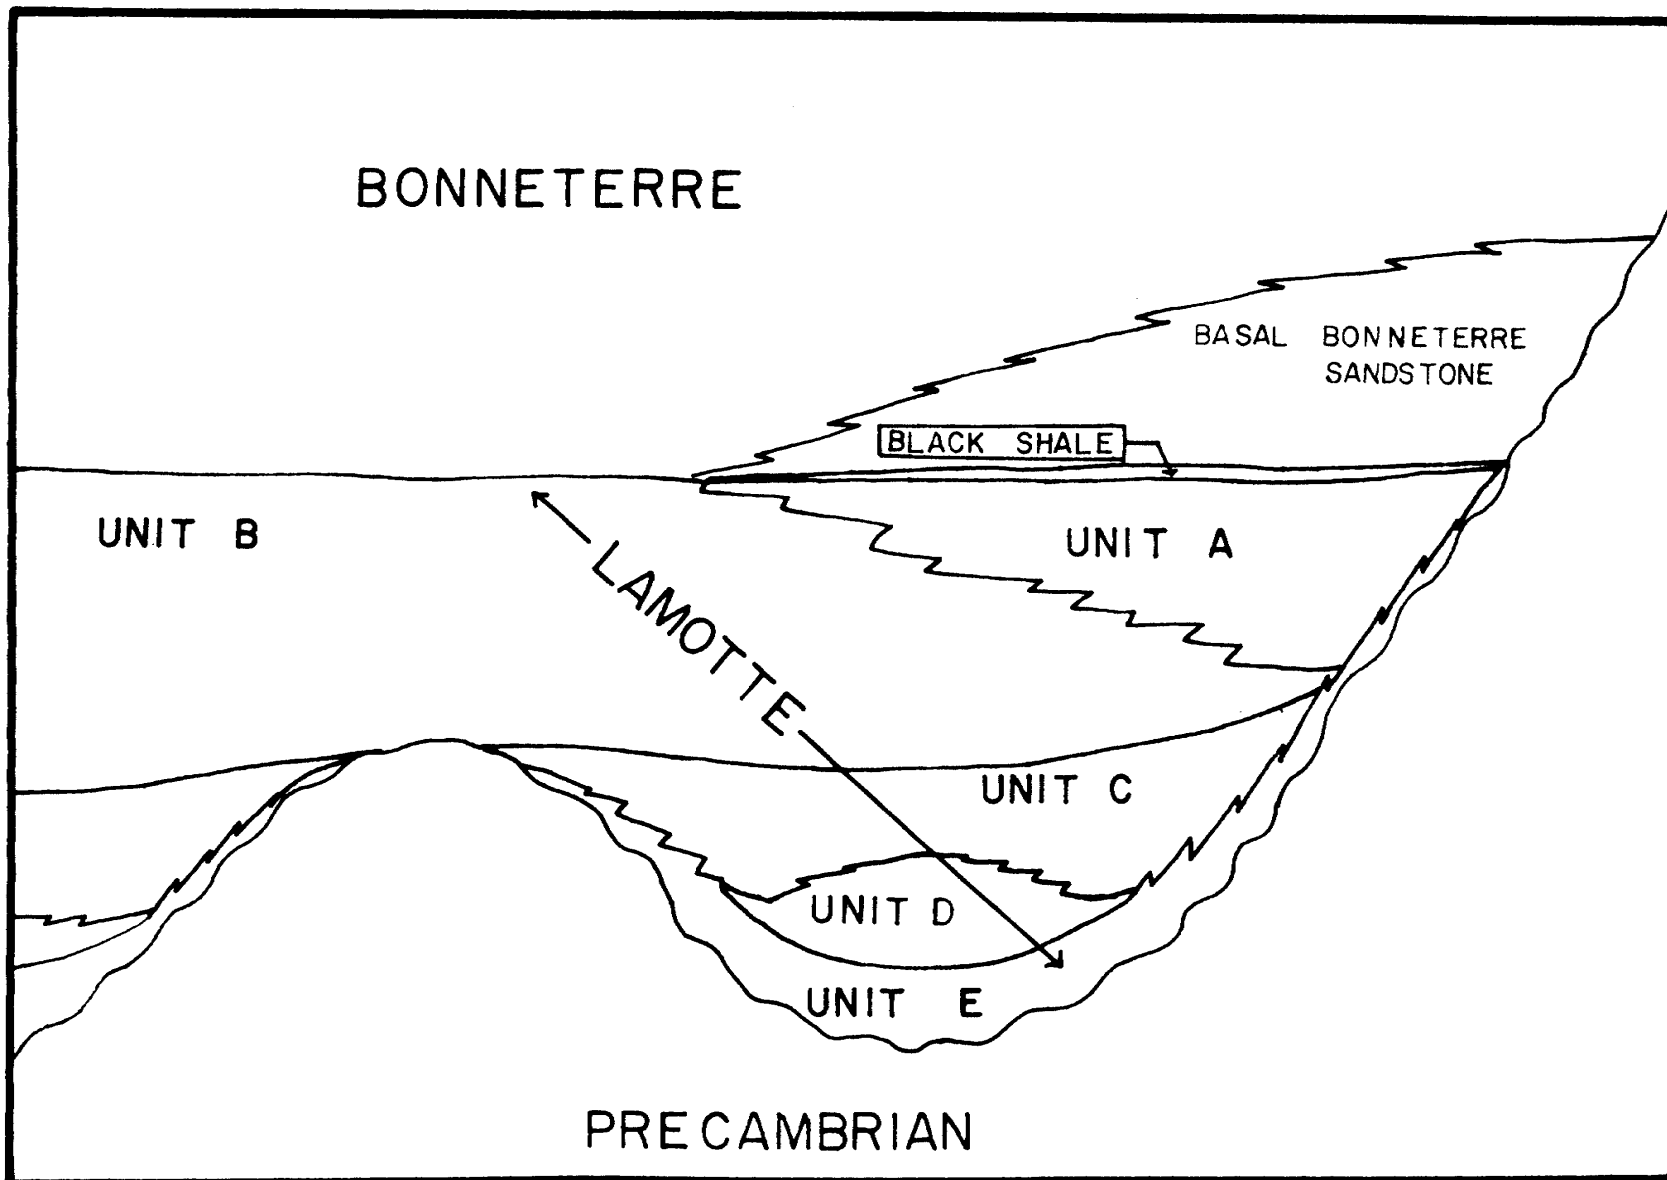 BONNETERRE
BASAL BONNETERRE
SANDSTONE
BLACK SHALE
UNIT B
UNIT A
LAMOTTE
UNIT C
UNIT D
UNIT E
PRECAMBRIAN